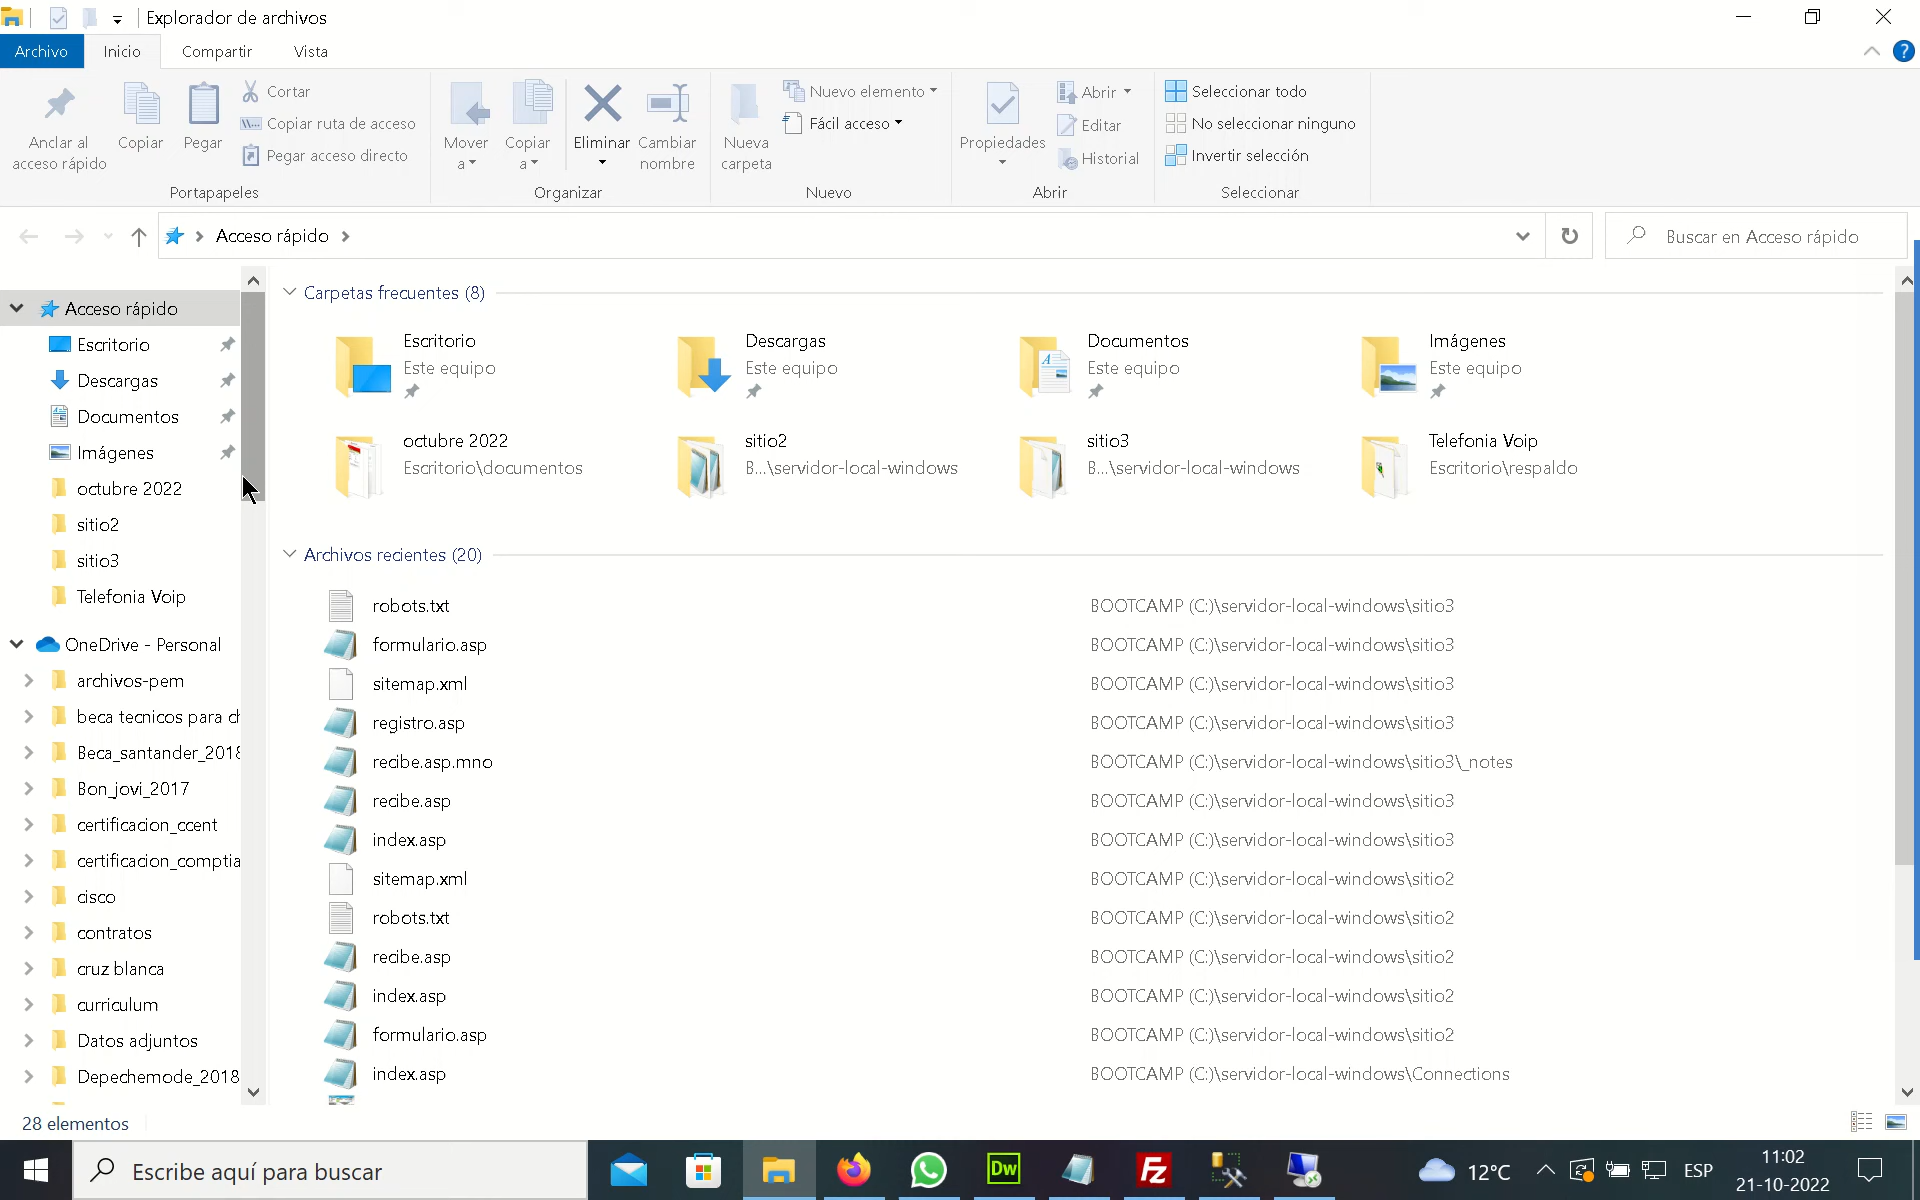 Explorador de archivos
Archivo
Inicio
Compartir
Vista
Anclar al
acceso rápido
Copiar
Pegar
Cortar
Copiar ruta de acceso
Pegar acceso directo
Portapapeles
Mover
a
Copiar
a
Eliminar
Cambiar
nombre
Organizar
Nueva
carpeta
Nuevo elemento
Fácil acceso
Nuevo
Propiedades
Abrir
Editar
Historial
Abrir
Seleccionar todo
No seleccionar ninguno
Invertir selección
Seleccionar
Acceso rápido
Buscar en Acceso rápido
Acceso rápido
Escritorio
Descargas
Documentos
Imágenes
octubre 2022
sitio2
sitio3
Telefonia Voip
OneDrive - Personal
archivos-pem
beca tecnicos para
Beca_santander_2018
Bon_jovi_2017
certificacion_ccent
certificacion_comptia
cisco
contratos
cruz blanca
curriculum
Datos adjuntos
Depechemode_2018
Carpetas frecuentes (8)
Escritorio
Este equipo
Descargas
Este equipo
Documentos
Este equipo
Imágenes
Este equipo
octubre 2022
Escritorio\documentos
sitio2
B...\servidor-local-windows
sitio3
B...\servidor-local-windows
Telefonia Voip
Escritorio\respaldo
Archivos recientes (20)
robots.txt BOOTCAMP (C:)\servidor-local-windows\sitio3
formulario.asp BOOTCAMP (C:)\servidor-local-windows\sitio3
sitemap.xml BOOTCAMP (C:)\servidor-local-windows\sitio3
registro.asp BOOTCAMP (C:)\servidor-local-windows\sitio3
recibe.asp.mno BOOTCAMP (C:)\servidor-local-windows\sitio3\_notes
recibe.asp BOOTCAMP (C:)\servidor-local-windows\sitio3
index.asp BOOTCAMP (C:)\servidor-local-windows\sitio3
sitemap.xml BOOTCAMP (C:)\servidor-local-windows\sitio2
robots.txt BOOTCAMP (C:)\servidor-local-windows\sitio2
recibe.asp BOOTCAMP (C:)\servidor-local-windows\sitio2
index.asp BOOTCAMP (C:)\servidor-local-windows\sitio2
formulario.asp BOOTCAMP (C:)\servidor-local-windows\sitio2
index.asp BOOTCAMP (C:)\servidor-local-windows\Connections
28 elementos
Escribe aquí para buscar
Dw
Fz
12°C
ESP
11:02
21-10-2022